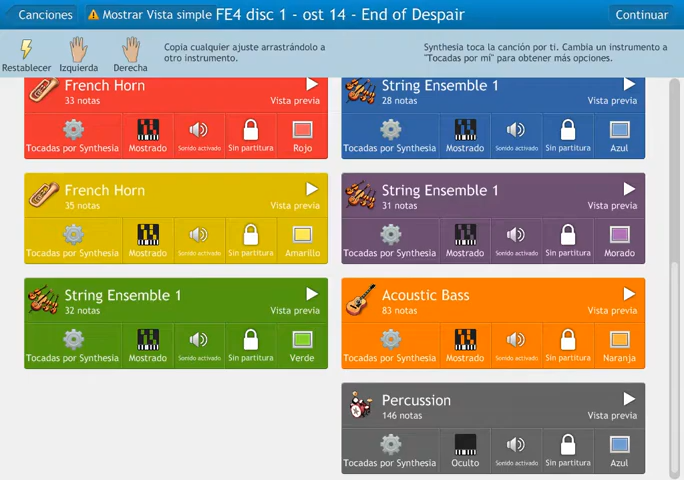 Canciones
Mostrar Vista simple
FE4 disc 1 - ost 14 - End of Despair
Continuar
Restablecer
Izquierda
Derecha
Copia cualquier ajuste arrastrándolo a
otro instrumento.
Synthesia toca la canción por ti. Cambia un instrumento a
"Tocadas por mí" para obtener más opciones.
French Horn
33 notas
Vista previa
Tocadas por Synthesia
Mostrado
Sonido activado
Sin partitura
Rojo
String Ensemble 1
28 notas
Vista previa
Tocadas por Synthesia
Mostrado
Sonido activado
Sin partitura
Azul
French Horn
35 notas
Vista previa
Tocadas por Synthesia
Mostrado
Sonido activado
Sin partitura
Amarillo
String Ensemble 1
31 notas
Vista previa
Tocadas por Synthesia
Mostrado
Sonido activado
Sin partitura
Morado
String Ensemble 1
32 notas
Vista previa
Tocadas por Synthesia
Mostrado
Sonido activado
Sin partitura
Verde
Acoustic Bass
83 notas
Vista previa
Tocadas por Synthesia
Mostrado
Sonido activado
Sin partitura
Naranja
Percussion
146 notas
Vista previa
Tocadas por Synthesia
Oculto
Sonido activado
Sin partitura
Azul